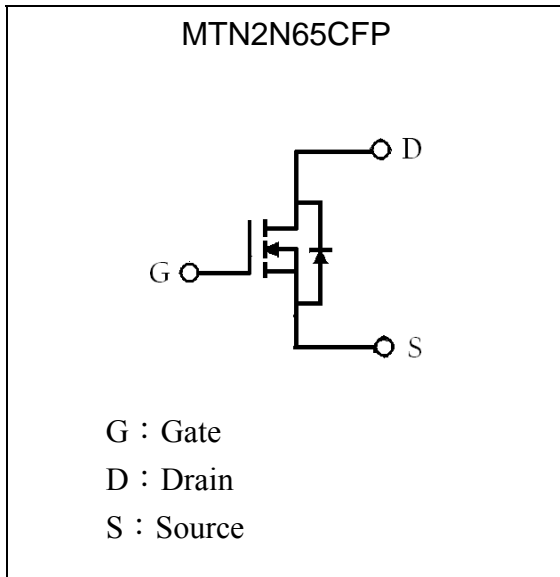 MTN2N65CFP
D
G
S
G：Gate
D：Drain
S：Source